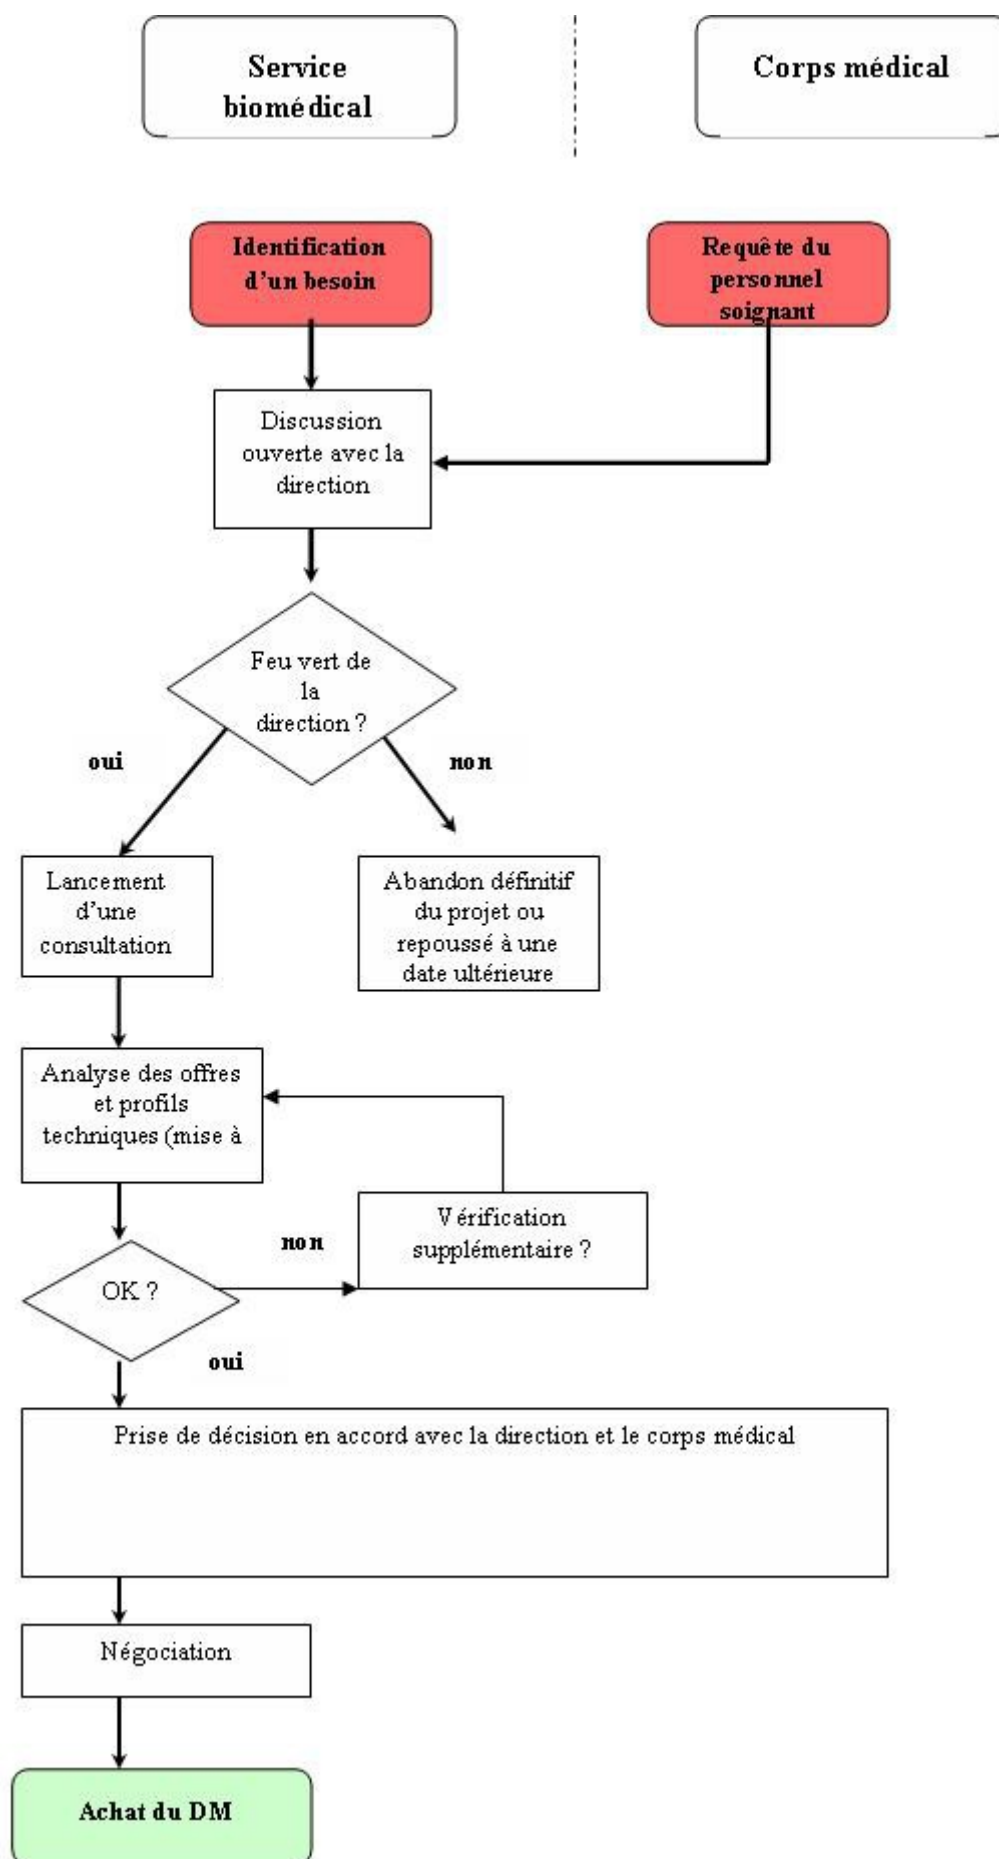 Service
biomédical
Corps médical
Identification
d'un besoin
Requête du
personnel
soignant
Discussion
ouverte avec la
direction
Feu vert de
la
direction ?
oui
non
Lancement
d'une
consultation
Abandon définitif
du projet ou
repoussé à une
date ultérieure
Analyse des offres
et profils
techniques (mise à
Vérification
supplémentaire ?
non
OK ?
oui
Prise de décision en accord avec la direction et le corps médical
Négociation
Achat du DM